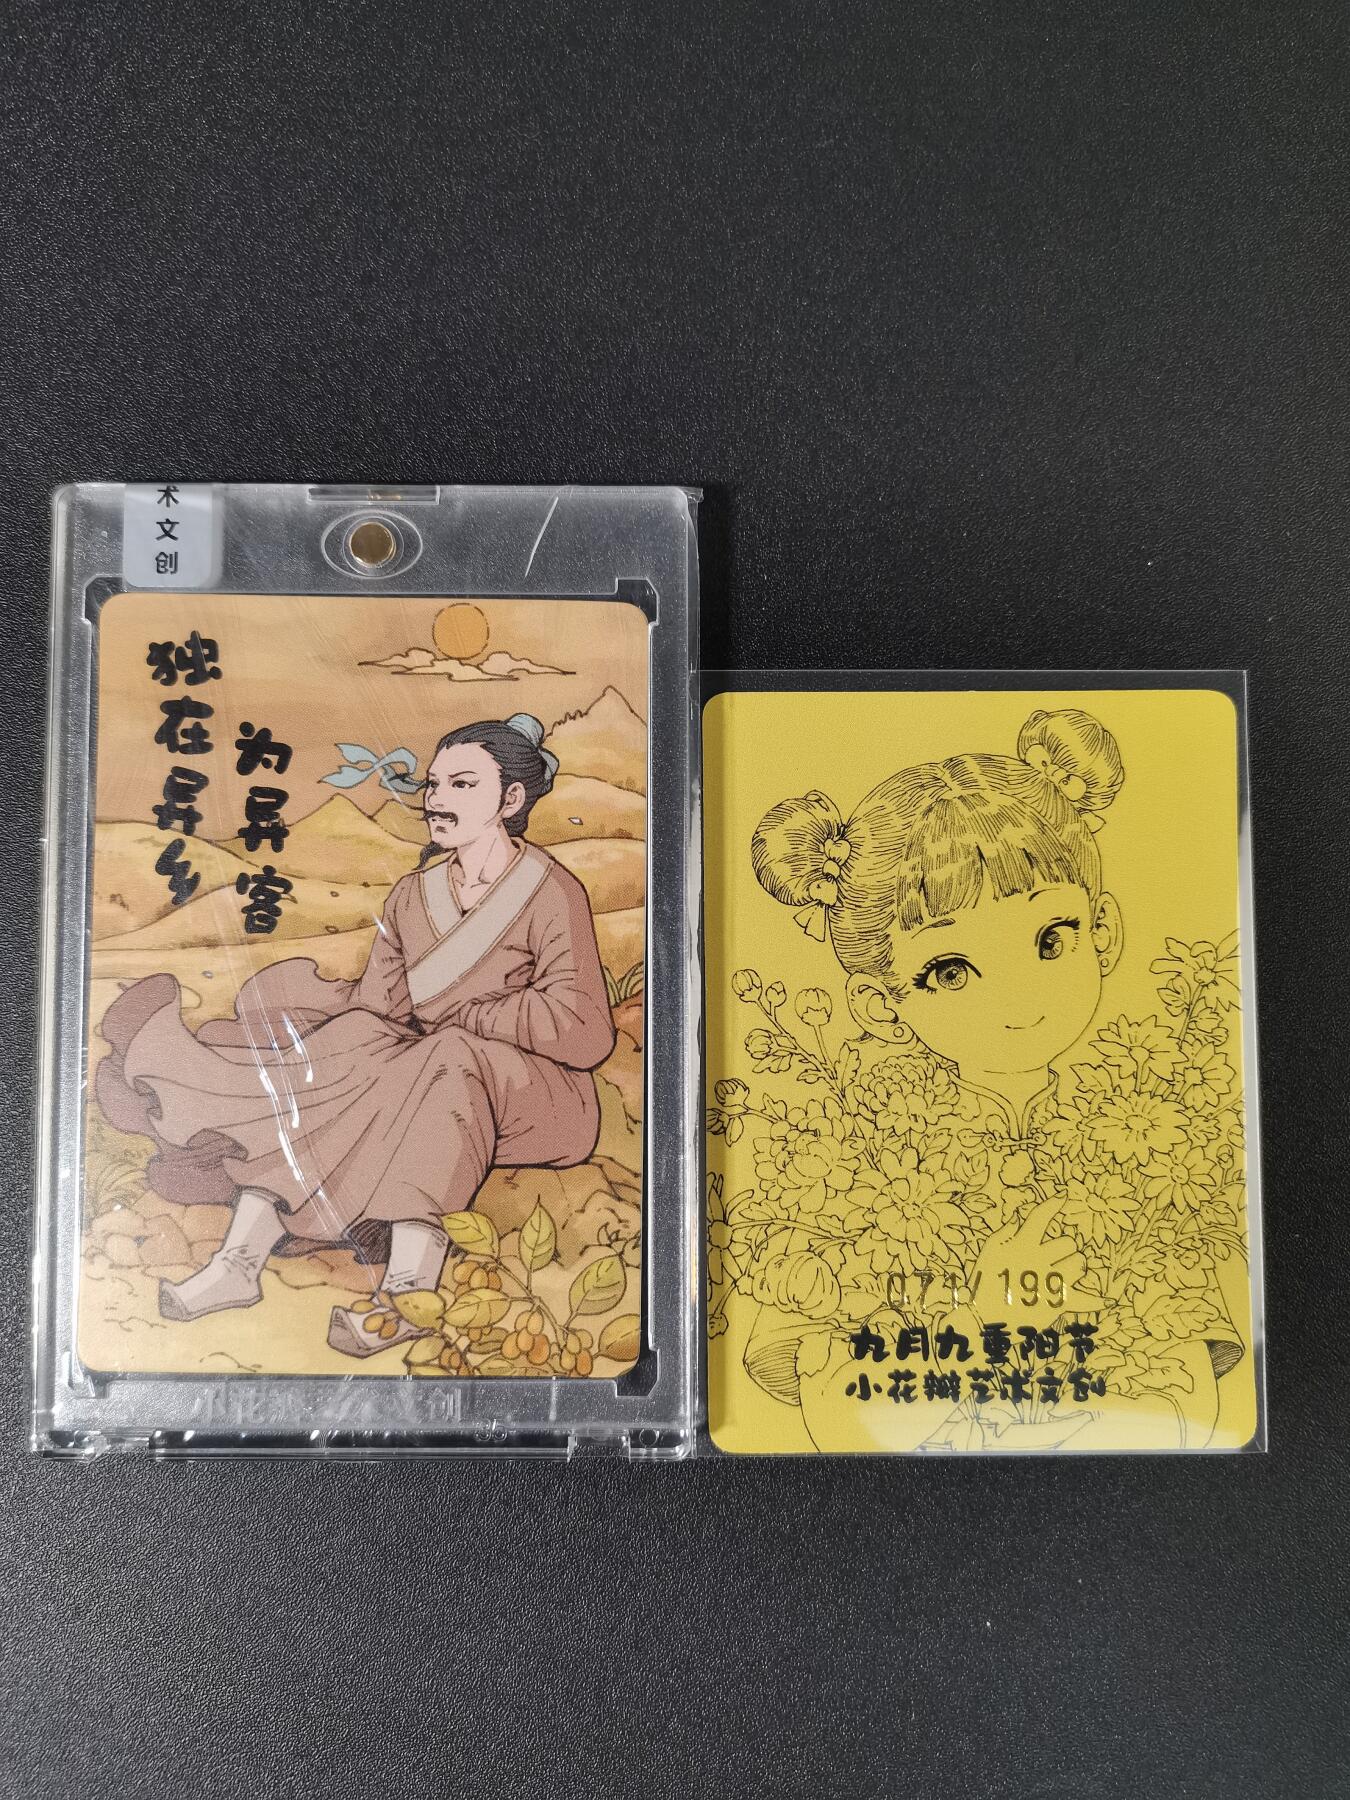 术
文
创
独在异乡
为异客
071/199
九月九重阳节
小花瓣艺术文创